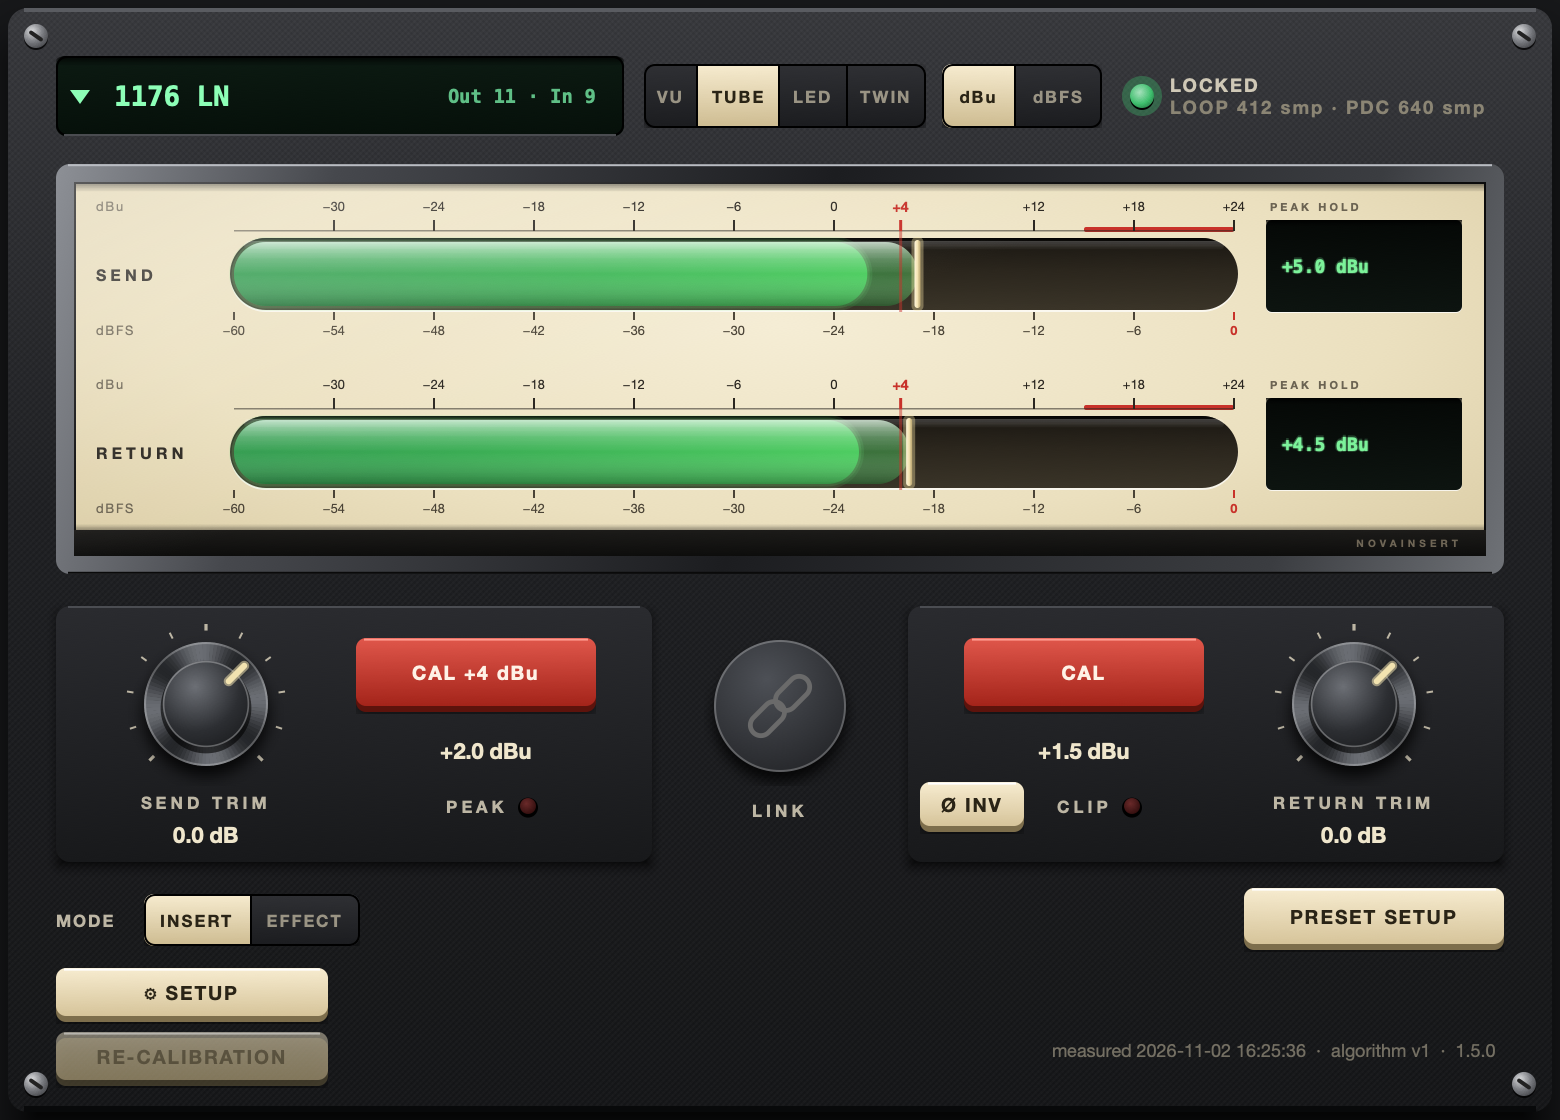 1176 LN Out 11 · In 9
VU TUBE LED TWIN
dBu dBFS
LOCKED
LOOP 412 smp · PDC 640 smp
dBu −30 −24 −18 −12 −6 0 +4 +12 +18 +24
PEAK HOLD
SEND
+5.0 dBu
dBFS −60 −54 −48 −42 −36 −30 −24 −18 −12 −6 0
dBu −30 −24 −18 −12 −6 0 +4 +12 +18 +24
PEAK HOLD
RETURN
+4.5 dBu
dBFS −60 −54 −48 −42 −36 −30 −24 −18 −12 −6 0
NOVAINSERT
CAL +4 dBu
+2.0 dBu
SEND TRIM
0.0 dB
PEAK
LINK
CAL
+1.5 dBu
Ø INV
CLIP
RETURN TRIM
0.0 dB
MODE INSERT EFFECT
PRESET SETUP
⚙ SETUP
RE-CALIBRATION
measured 2026-11-02 16:25:36 · algorithm v1 · 1.5.0